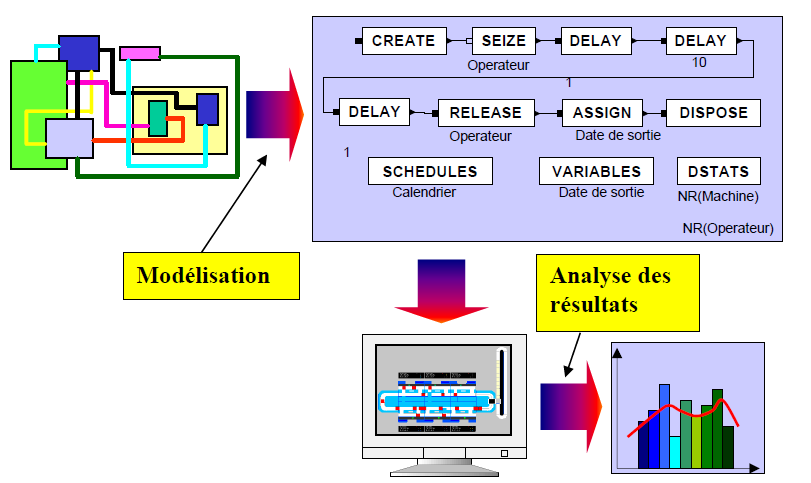 CREATE SEIZE DELAY DELAY
Operateur 10
1
DELAY RELEASE ASSIGN DISPOSE
Operateur Date de sortie
1
SCHEDULES VARIABLES DSTATS
Calendrier Date de sortie NR(Machine)
NR(Operateur)
Modélisation
Analyse des
résultats